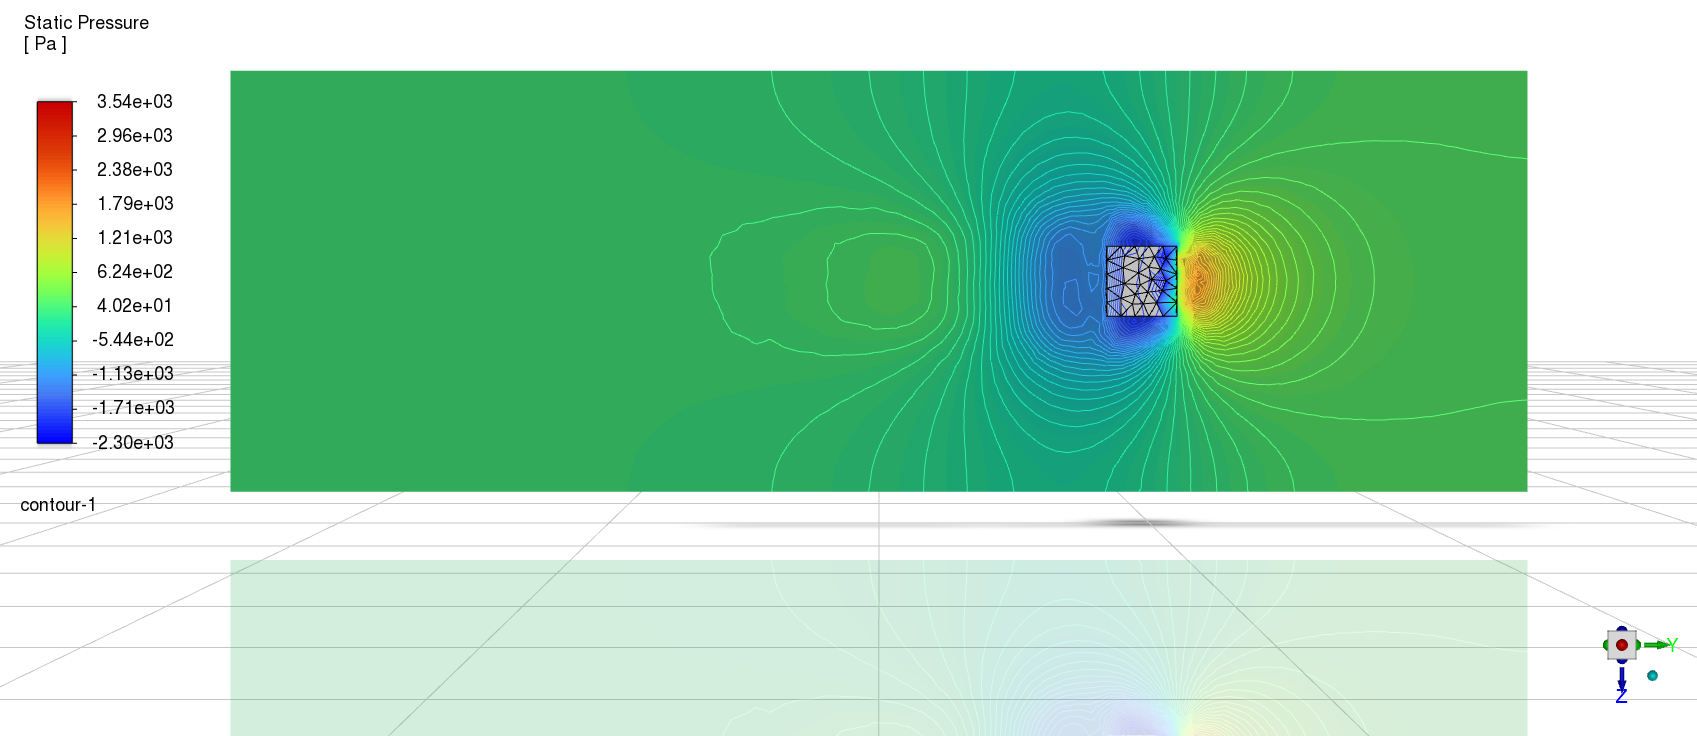 Static Pressure
[ Pa ]
3.54e+03
2.96e+03
2.38e+03
1.79e+03
1.21e+03
6.24e+02
4.02e+01
-5.44e+02
-1.13e+03
-1.71e+03
-2.30e+03
contour-1
Y
Z